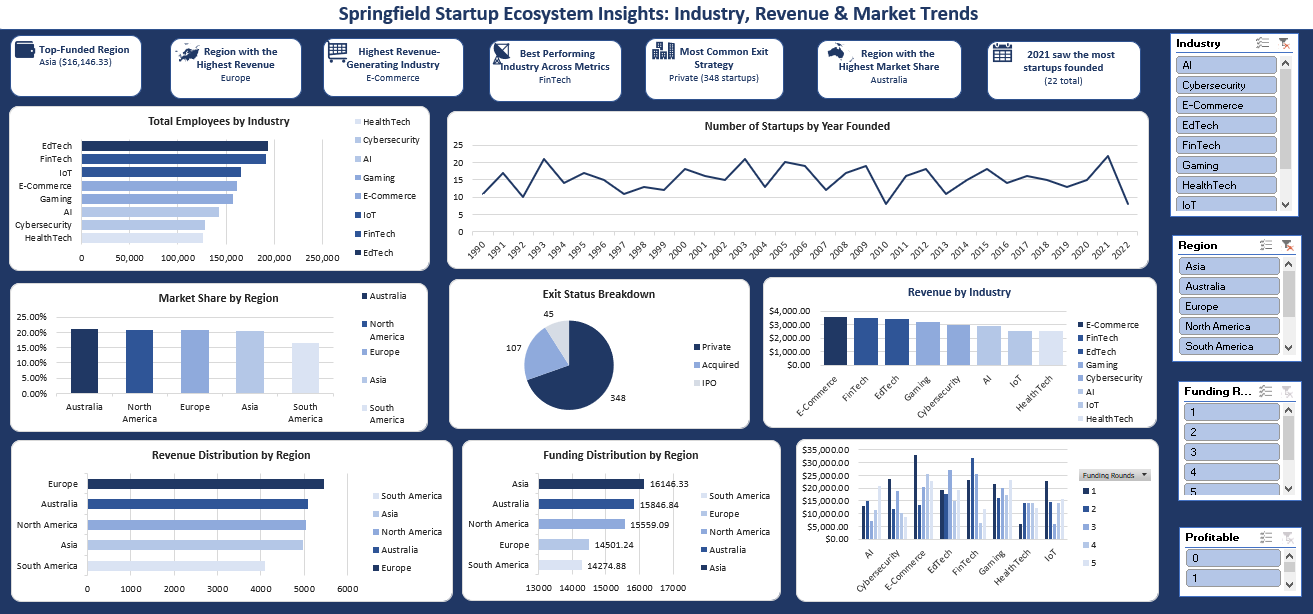 Springfield Startup Ecosystem Insights: Industry, Revenue & Market Trends
Top-Funded Region
Asia ($16,146.33)
Region with the
Highest Revenue
Europe
Highest Revenue-
Generating Industry
E-Commerce
Best Performing
Industry Across Metrics
FinTech
Most Common Exit
Strategy
Private (348 startups)
Region with the
Highest Market Share
Australia
2021 saw the most
startups founded
(22 total)
Industry
AI
Cybersecurity
E-Commerce
EdTech
FinTech
Gaming
HealthTech
IoT
Total Employees by Industry
EdTech
FinTech
IoT
E-Commerce
Gaming
AI
Cybersecurity
HealthTech
0 50,000 100,000 150,000 200,000 250,000
HealthTech
Cybersecurity
AI
Gaming
E-Commerce
IoT
FinTech
EdTech
Number of Startups by Year Founded
25
20
15
10
5
0
1990 1991 1992 1993 1994 1995 1996 1997 1998 1999 2000 2001 2002 2003 2004 2005 2006 2007 2008 2009 2010 2011 2012 2013 2014 2015 2016 2017 2018 2019 2020 2021 2022
Region
Asia
Australia
Europe
North America
South America
Market Share by Region
25.00%
20.00%
15.00%
10.00%
5.00%
0.00%
Australia North America Europe Asia South America
Australia
North
America
Europe
Asia
South
America
Exit Status Breakdown
45
107
348
Private
Acquired
IPO
Revenue by Industry
$4,000.00
$3,000.00
$2,000.00
$1,000.00
$0.00
E-Commerce FinTech EdTech Gaming Cybersecurity AI IoT HealthTech
E-Commerce
FinTech
EdTech
Gaming
Cybersecurity
AI
IoT
HealthTech
Funding R...
1
2
3
4
5
Revenue Distribution by Region
Europe
Australia
North America
Asia
South America
0 1000 2000 3000 4000 5000 6000
South America
Asia
North America
Australia
Europe
Funding Distribution by Region
Asia 16146.33
Australia 15846.84
North America 15559.09
Europe 14501.24
South America 14274.88
13000 14000 15000 16000 17000
South America
Europe
North America
Australia
Asia
$35,000.00
$30,000.00
$25,000.00
$20,000.00
$15,000.00
$10,000.00
$5,000.00
$0.00
AI Cybersecurity E-Commerce EdTech FinTech Gaming HealthTech IoT
Funding Rounds
1
2
3
4
5
Profitable
0
1